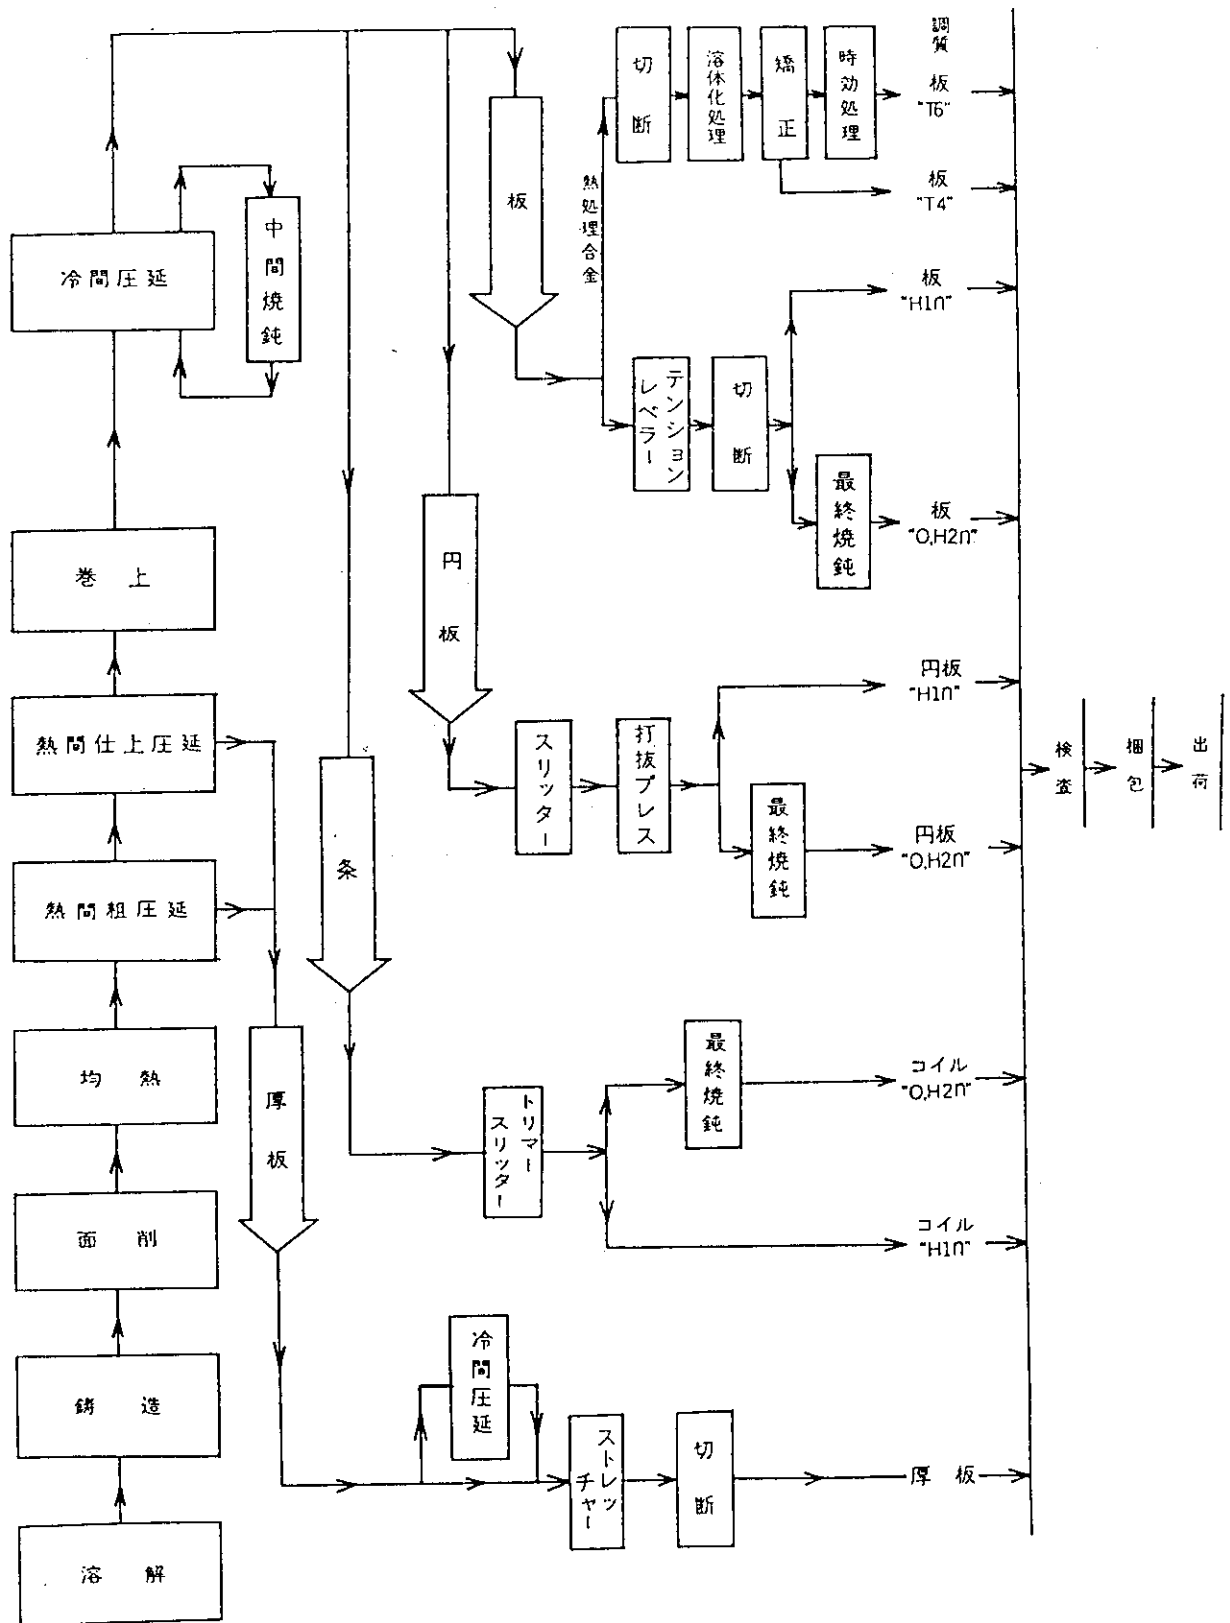 調質
切断
溶体化処理
矯正
時効処理
板
"T6"
板
"T4"
熱処理合金
板
中間焼鈍
冷間圧延
板
"H1n"
テンション
レベラー
切断
最終焼鈍
板
"O,H2n"
円板
巻上
円板
"H1n"
熱間仕上圧延
スリッター
打抜プレス
検査
梱包
出荷
最終焼鈍
円板
"O,H2n"
条
熱間粗圧延
均熱
厚板
最終焼鈍
コイル
"O,H2n"
トリマー
スリッター
面削
コイル
"H1n"
冷間圧延
鋳造
ストレッ
チャー
切断
厚板
溶解